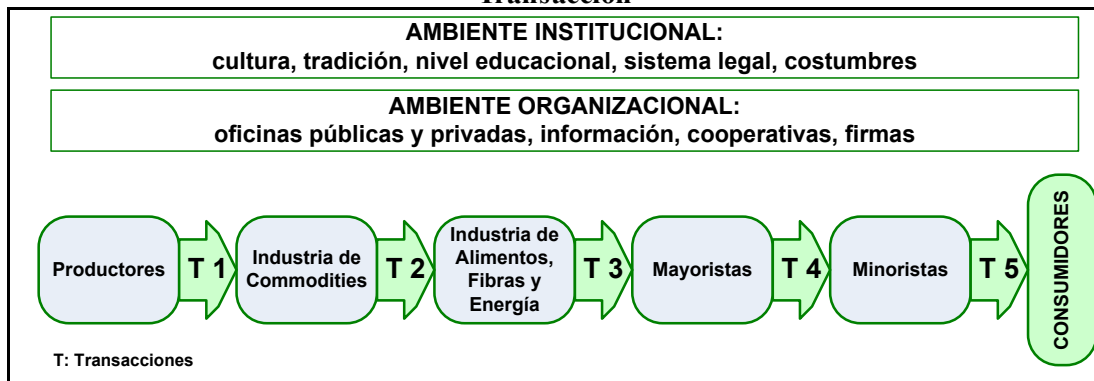 Transacción
AMBIENTE INSTITUCIONAL:
cultura, tradición, nivel educacional, sistema legal, costumbres
AMBIENTE ORGANIZACIONAL:
oficinas públicas y privadas, información, cooperativas, firmas
Productores
T 1
Industria de
Commodities
T 2
Industria de
Alimentos,
Fibras y
Energía
T 3
Mayoristas
T 4
Minoristas
T 5
CONSUMIDORES
T: Transacciones